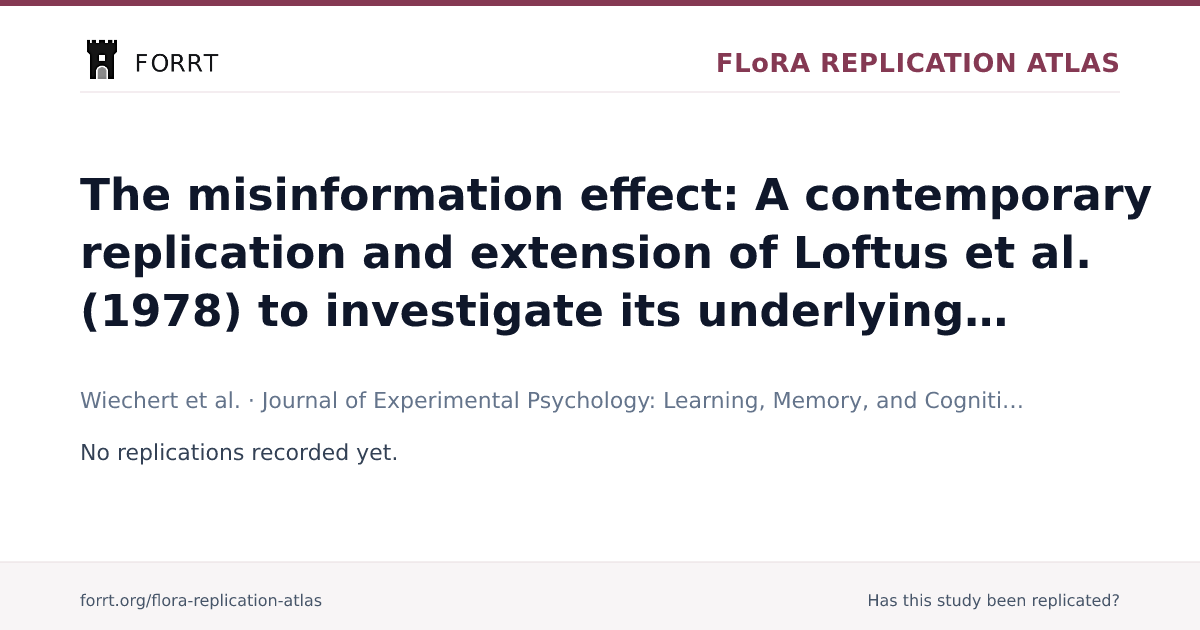 FORRT
FLoRA REPLICATION ATLAS
The misinformation effect: A contemporary
replication and extension of Loftus et al.
(1978) to investigate its underlying…
Wiechert et al. · Journal of Experimental Psychology: Learning, Memory, and Cogniti…
No replications recorded yet.
forrt.org/flora-replication-atlas
Has this study been replicated?